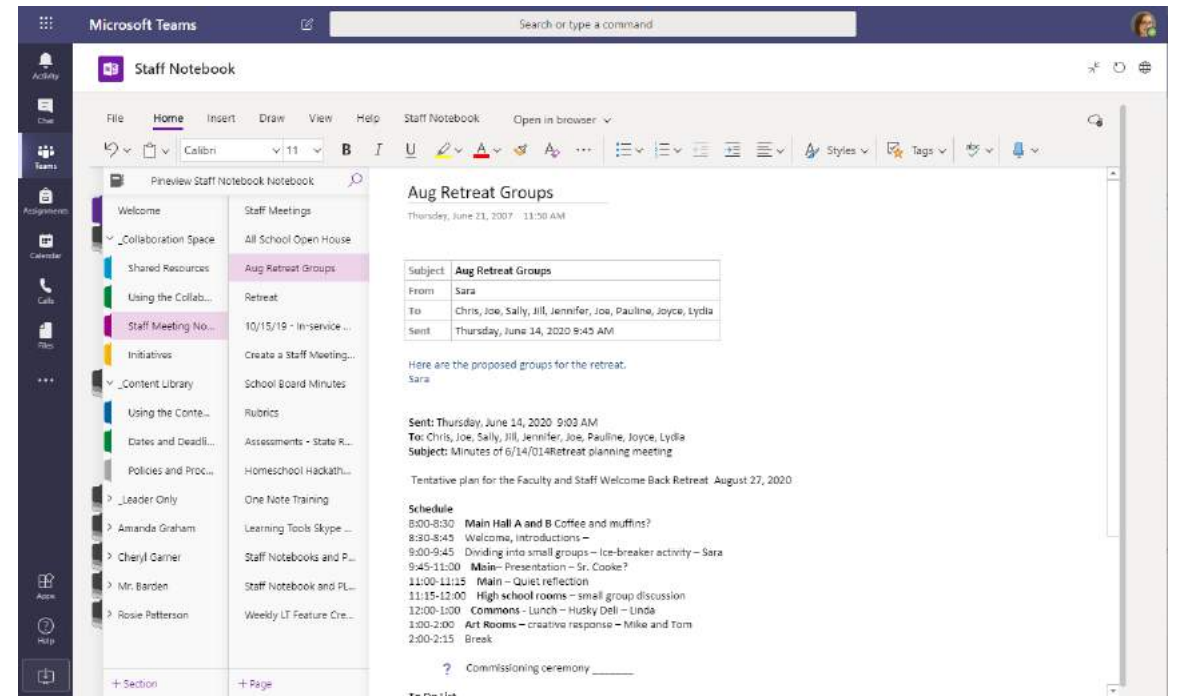 Microsoft Teams
Search or type a command
Activity
Chat
Teams
Assignments
Calendar
Calls
Files
Apps
Help
Staff Notebook
File Home Insert Draw View Help Staff Notebook Open in browser
Calibri 11 B I U A Styles Tags
Pineview Staff Notebook Notebook
Welcome
_Collaboration Space
Shared Resources
Using the Collab...
Staff Meeting No...
Initiatives
_Content Library
Using the Conte...
Dates and Deadli...
Policies and Proc...
_Leader Only
Amanda Graham
Cheryl Garner
Mr. Barden
Rosie Patterson
+ Section
Staff Meetings
All School Open House
Aug Retreat Groups
Retreat
10/15/19 - In-service ...
Create a Staff Meeting...
School Board Minutes
Rubrics
Assessments - State R...
Homeschool Hackath...
One Note Training
Learning Tools Skype ...
Staff Notebooks and P...
Staff Notebook and PL...
Weekly LT Feature Cre...
+ Page
Aug Retreat Groups
Thursday, June 21, 2007 11:50 AM
Subject Aug Retreat Groups
From Sara
To Chris, Joe, Sally, Jill, Jennifer, Joe, Pauline, Joyce, Lydia
Sent Thursday, June 14, 2020 9:45 AM
Here are the proposed groups for the retreat.
Sara
Sent: Thursday, June 14, 2020 9:03 AM
To: Chris, Joe, Sally, Jill, Jennifer, Joe, Pauline, Joyce, Lydia
Subject: Minutes of 6/14/014Retreat planning meeting
Tentative plan for the Faculty and Staff Welcome Back Retreat August 27, 2020
Schedule
8:00-8:30 Main Hall A and B Coffee and muffins?
8:30-8:45 Welcome, Introductions –
9:00-9:45 Dividing into small groups – Ice-breaker activity – Sara
9:45-11:00 Main– Presentation – Sr. Cooke?
11:00-11:15 Main – Quiet reflection
11:15-12:00 High school rooms – small group discussion
12:00-1:00 Commons - Lunch – Husky Deli – Linda
1:00-2:00 Art Rooms – creative response – Mike and Tom
2:00-2:15 Break
? Commissioning ceremony ______